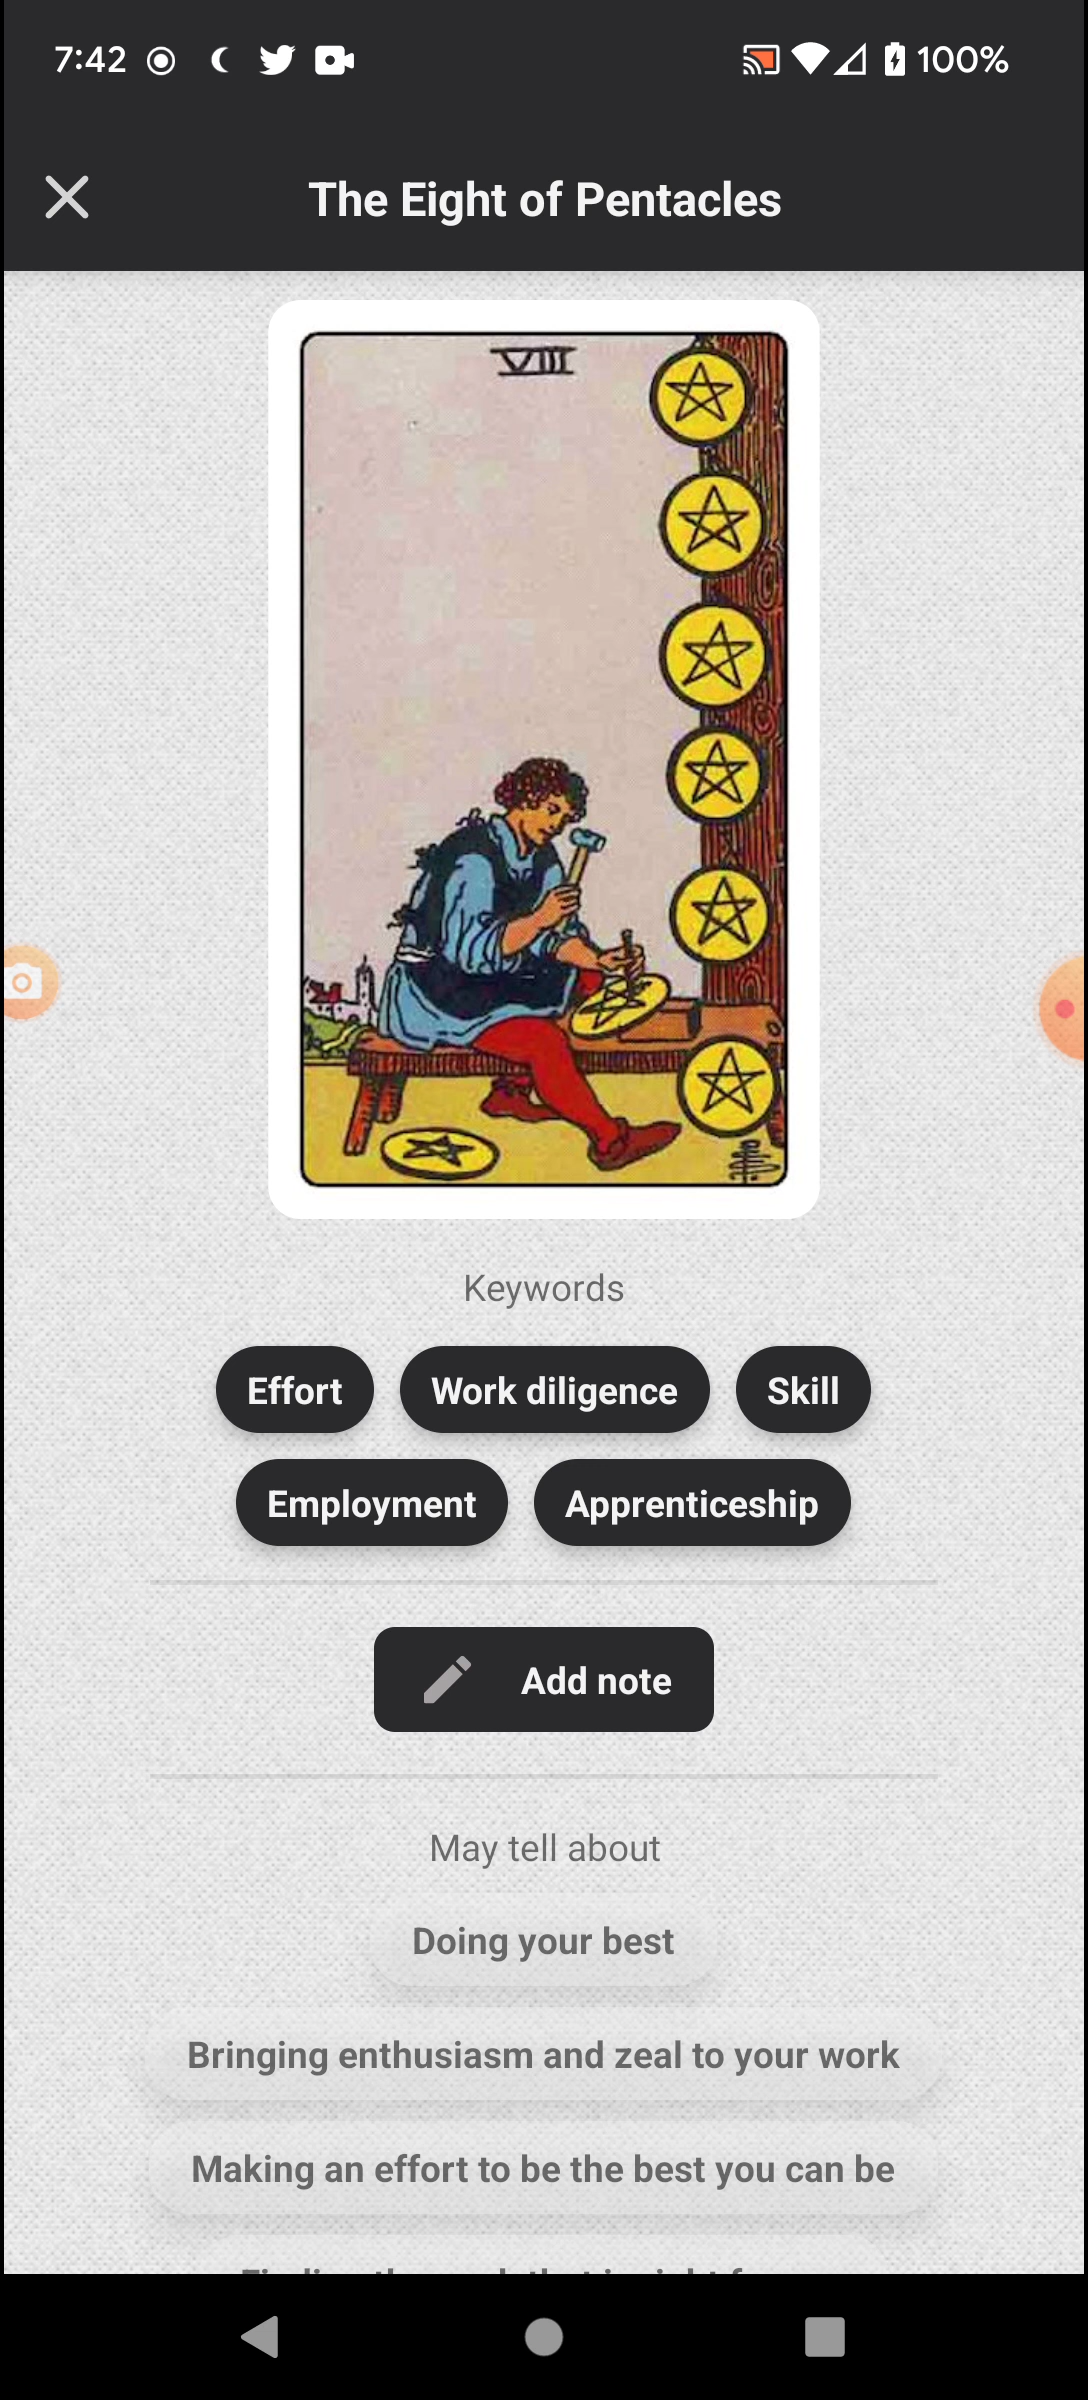 7:42
100%
The Eight of Pentacles
VIII
Keywords
Effort
Work diligence
Skill
Employment
Apprenticeship
Add note
May tell about
Doing your best
Bringing enthusiasm and zeal to your work
Making an effort to be the best you can be